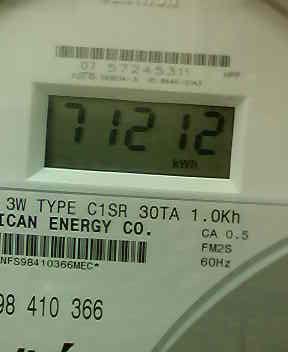 07 57245311
71212
kWh
3W TYPE C1SR 30TA 1.0Kh
ICAN ENERGY CO.
CA 0.5
FM2S
NFS98410366MEC*
60Hz
98 410 366